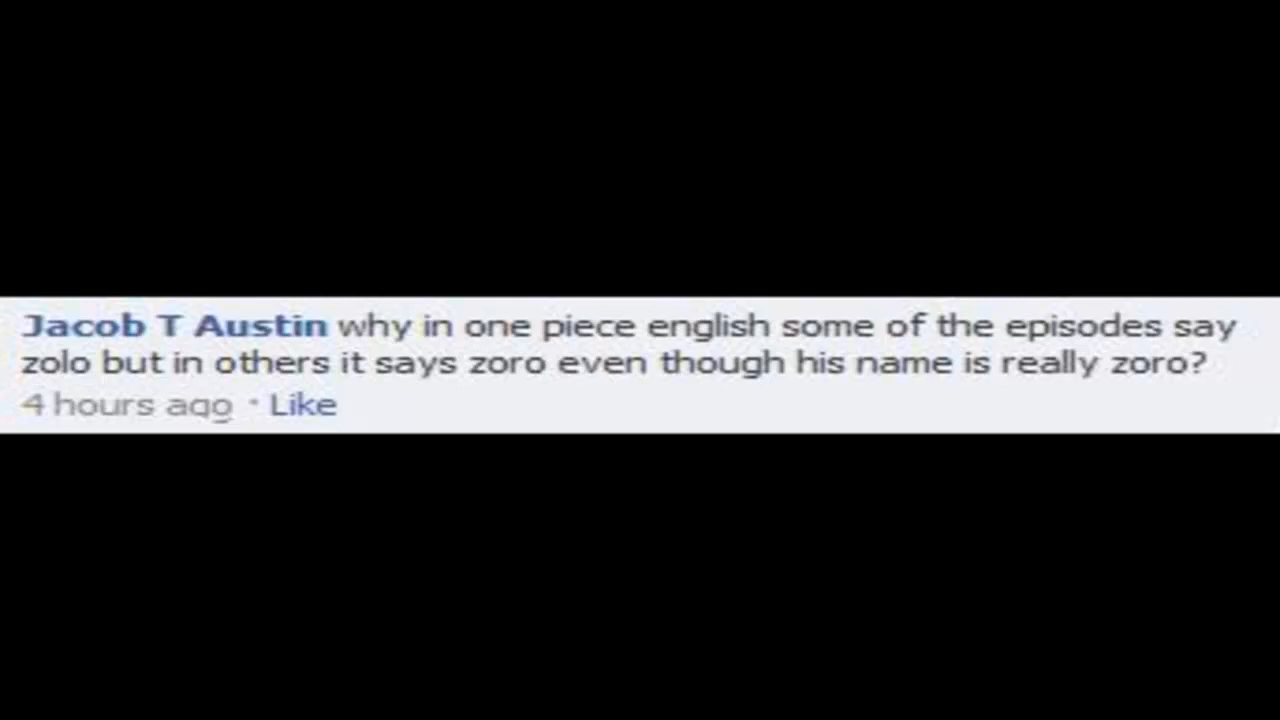 Jacob T Austin why in one piece english some of the episodes say
zolo but in others it says zoro even though his name is really zoro?
4 hours ago · Like